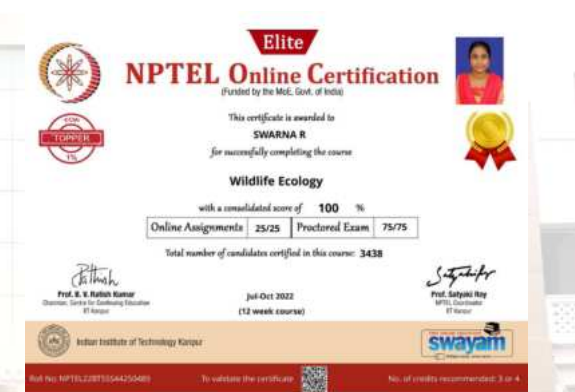 Elite
NPTEL Online Certification
(Funded by the MoE, Govt. of India)
This certificate is awarded to
SWARNA R
for successfully completing the course
Wildlife Ecology
with a consolidated score of 100 %
Online Assignments 25/25 Proctored Exam 75/75
Total number of candidates certified in this course: 3438
TOPPER
1%
Prof. B. V. Ratish Kumar
Chairman, Centre for Continuing Education
IIT Kanpur
Jul-Oct 2022
(12 week course)
Prof. Satyaki Roy
NPTEL Coordinator
IIT Kanpur
Indian Institute of Technology Kanpur
swayam
Roll No: NPTEL22BT55S44250489
To validate the certificate
No. of credits recommended: 3 or 4